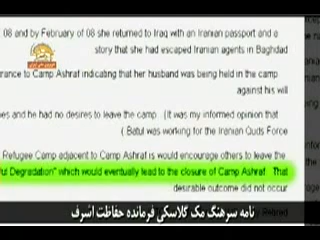 08 and by February of 08 she returned to Iraq with an Iranian passport and a
story that she had escaped Iranian agents in Baghdad
rance to Camp Ashraf indicating that her husband was being held in the camp
against his will
es and he had no desires to leave the camp (It was my informed opinion that
( Batul was working for the Iranian Quds Force
Refugee Camp adjacent to Camp Ashraf is would encourage others to leave the
ul Degradation" which would eventually lead to the closure of Camp Ashraf That
desirable outcome did not occur
نامه سرهنگ مک کلاسکی فرمانده حفاظت اشرف